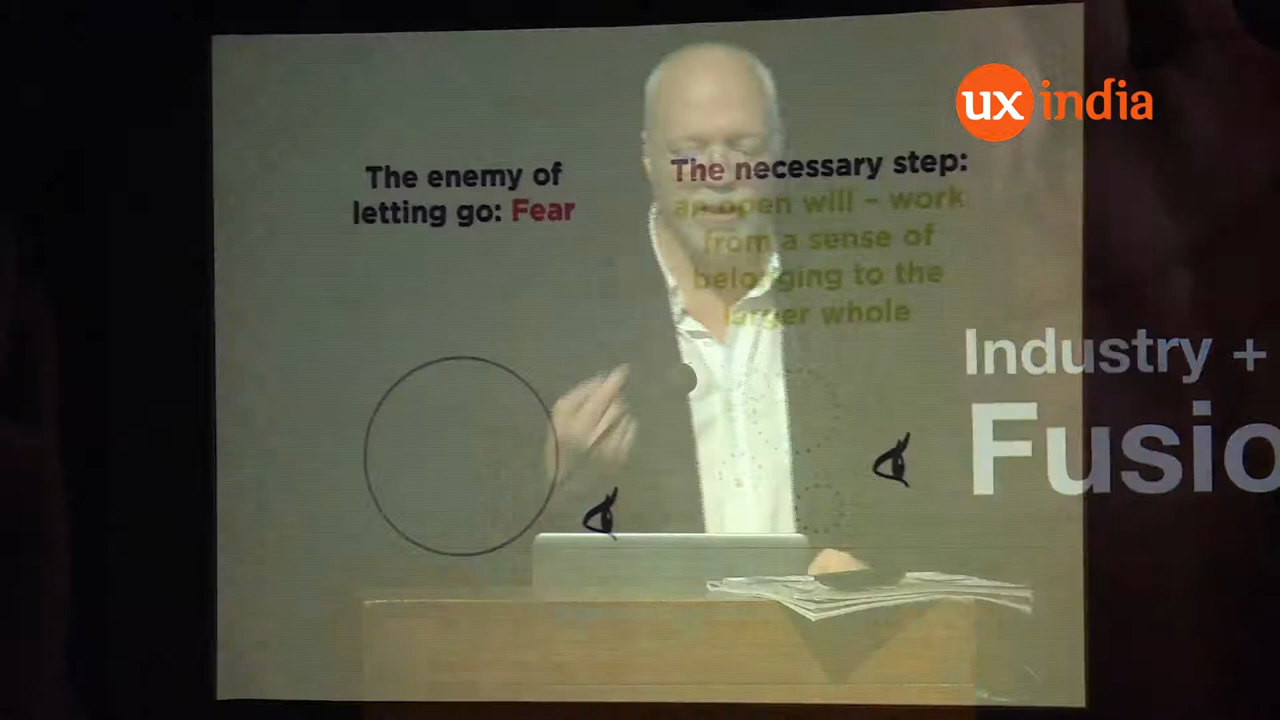 ux india
The enemy of
letting go: Fear
The necessary step:
an open will – work
from a sense of
belonging to the
larger whole
Industry +
Fusio